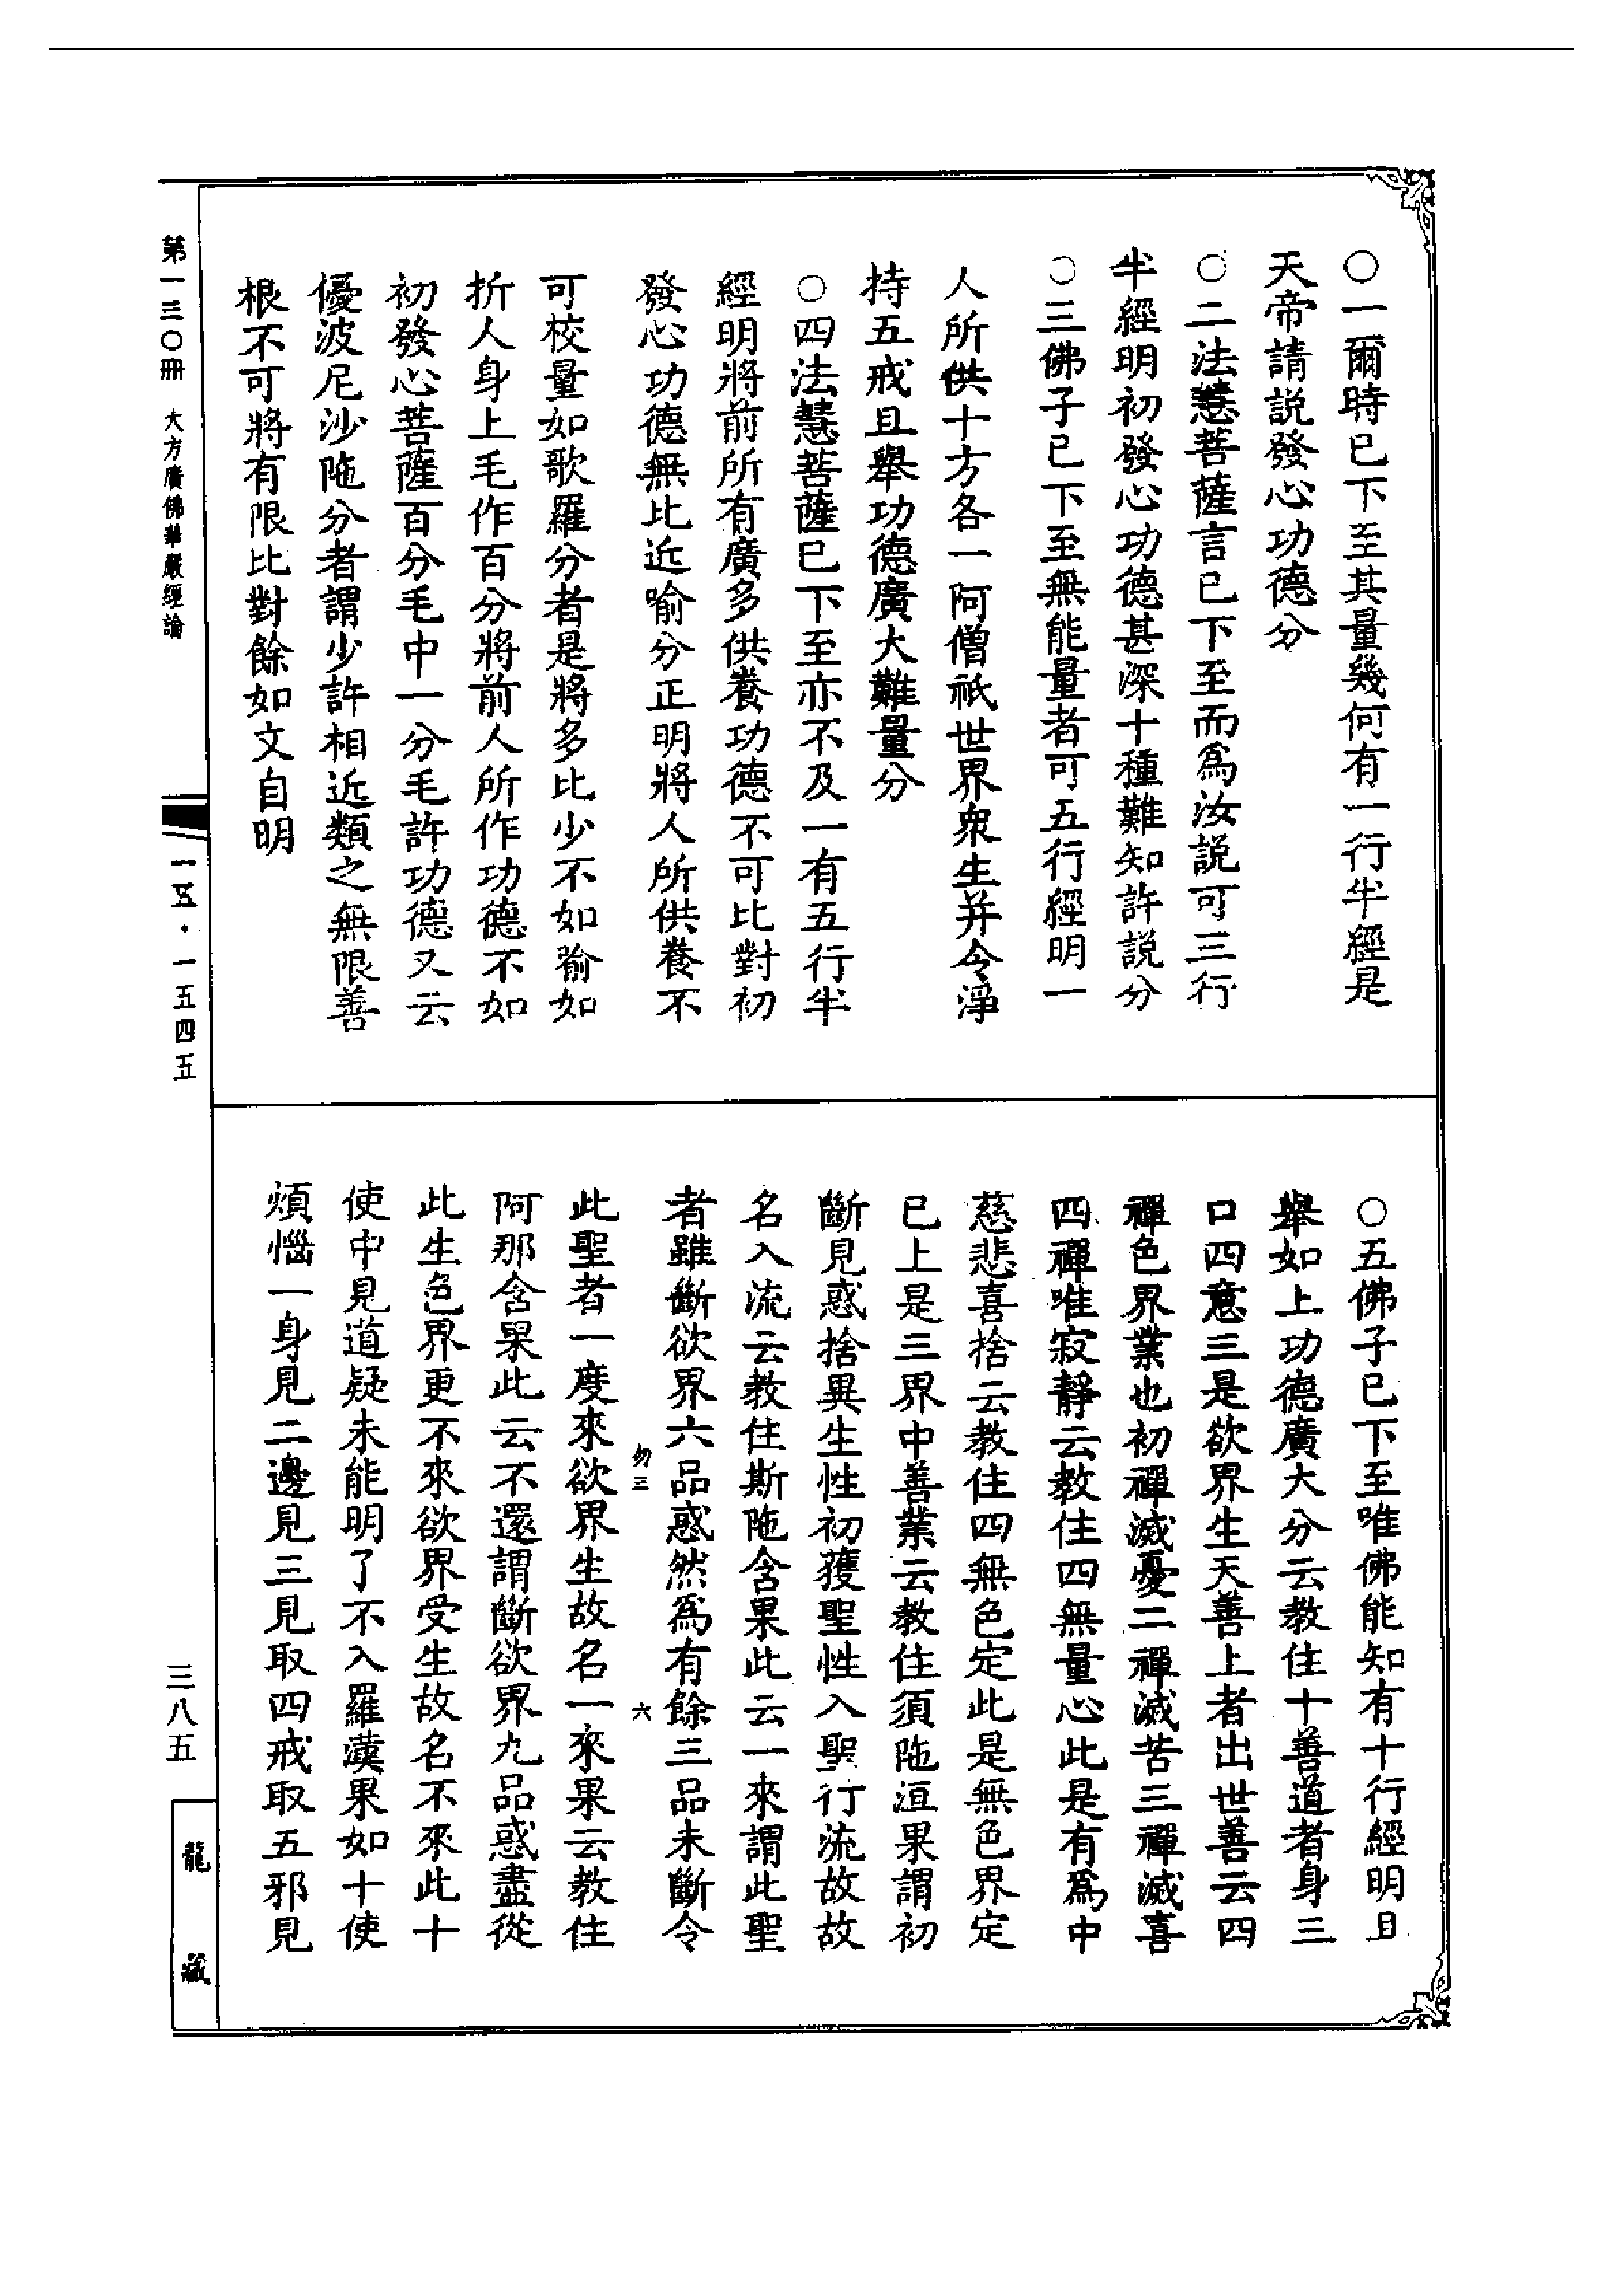 ○一爾時已下至其量幾何有一行半經是
天帝請説發心功德分
○二法慧菩薩言已下至而爲汝説可三行
半經明初發心功德甚深十種難知許説分
○三佛子已下至無能量者可五行經明一
人所供十方各一阿僧祇世界衆生并令淨
持五戒且舉功德廣大難量分
○四法慧菩薩已下至亦不及一有五行半
經明將前所有廣多供養功德不可比對初
發心功德無比近喻分正明將人所供養不
可校量如歌羅分者是將多比少不如喻如
折人身上毛作百分將前人所作功德不如
初發心菩薩百分毛中一分毛許功德又云
優波尼沙陁分者謂少許相近類之無限善
根不可將有限比對餘如文自明
○五佛子已下至唯佛能知有十行經明且
舉如上功德廣大分云教住十善道者身三
口四意三是欲界生天善上者出世善云四
禪色界業也初禪滅憂二禪滅苦三禪滅喜
四禪唯寂靜云教住四無量心此是有爲中
慈悲喜捨云教住四無色定此是無色界定
已上是三界中善業云教住須陁洹果謂初
斷見惑捨異生性初獲聖性入聖行流故故
名入流云教住斯陁含果此云一來謂此聖
者雖斷欲界六品惑然爲有餘三品未斷令
此聖者一度來欲界生故名一來果云教住
阿那含果此云不還謂斷欲界九品惑盡從
此生色界更不來欲界受生故名不來此十
使中見道疑未能明了不入羅漢果如十使
煩惱一身見二邊見三見取四戒取五邪見
勿三
六
第一三〇冊 大方廣佛華嚴經論
一五·一五四五
三八五
龍藏